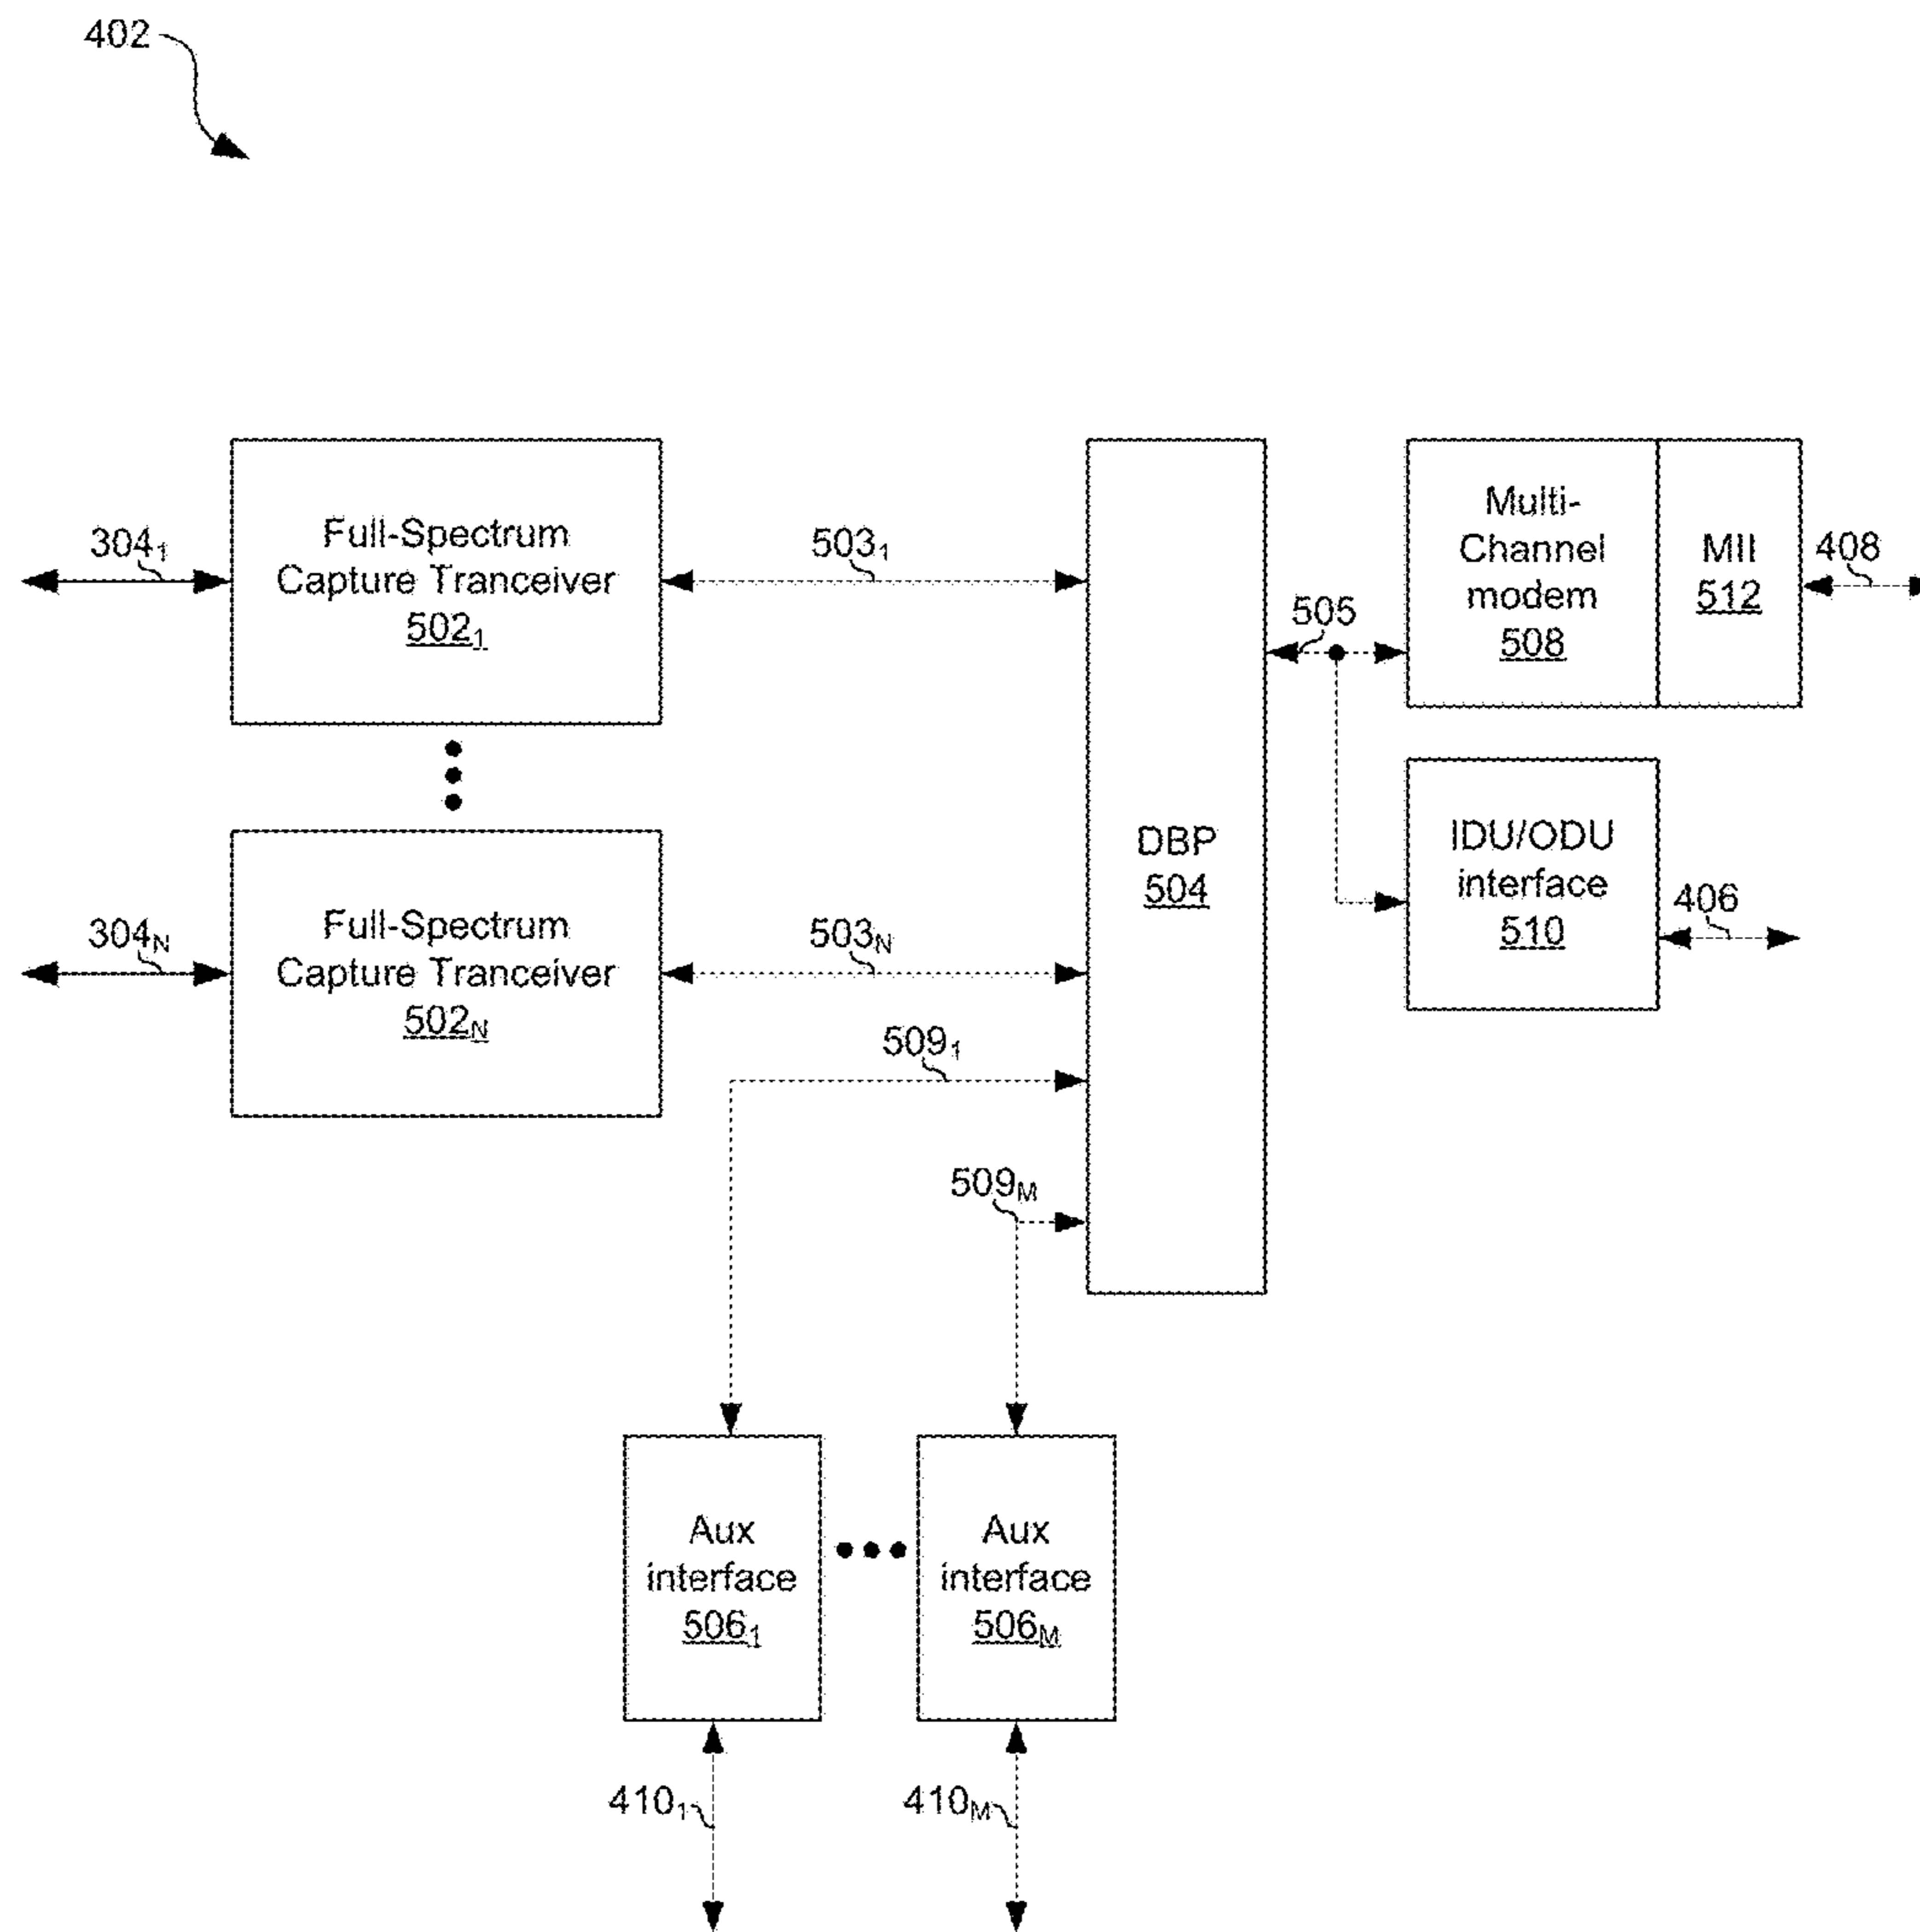 402
304₁
Full-Spectrum
Capture Tranceiver
502₁
503₁
304N
Full-Spectrum
Capture Tranceiver
502N
503N
509₁
509M
DBP
504
505
Multi-
Channel
modem
508
MII
512
408
IDU/ODU
interface
510
406
Aux
interface
506₁
Aux
interface
506M
410₁
410M